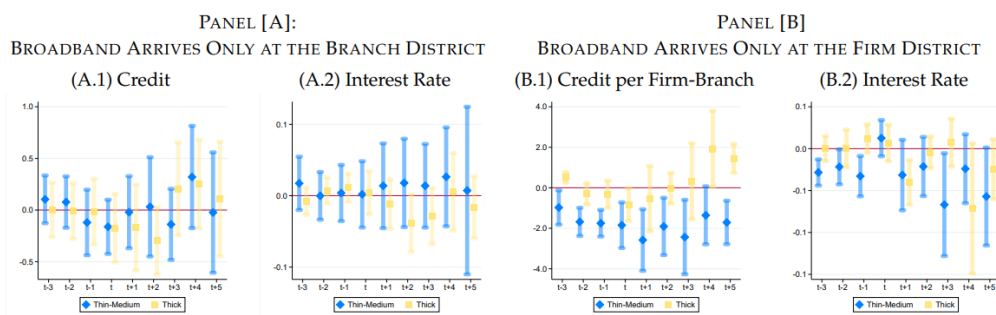 PANEL [A]:
BROADBAND ARRIVES ONLY AT THE BRANCH DISTRICT
(A.1) Credit
1.0
0.5
0.0
-0.5
t-3 t-2 t-1 t t+1 t+2 t+3 t+4 t+5
Thin-Medium Thick
(A.2) Interest Rate
0.1
0.0
-0.1
t-3 t-2 t-1 t t+1 t+2 t+3 t+4 t+5
Thin-Medium Thick
PANEL [B]
BROADBAND ARRIVES ONLY AT THE FIRM DISTRICT
(B.1) Credit per Firm-Branch
4.0
2.0
0.0
-2.0
-4.0
t-3 t-2 t-1 t t+1 t+2 t+3 t+4 t+5
Thin-Medium Thick
(B.2) Interest Rate
0.1
0.0
-0.1
-0.1
t-3 t-2 t-1 t t+1 t+2 t+3 t+4 t+5
Thin-Medium Thick